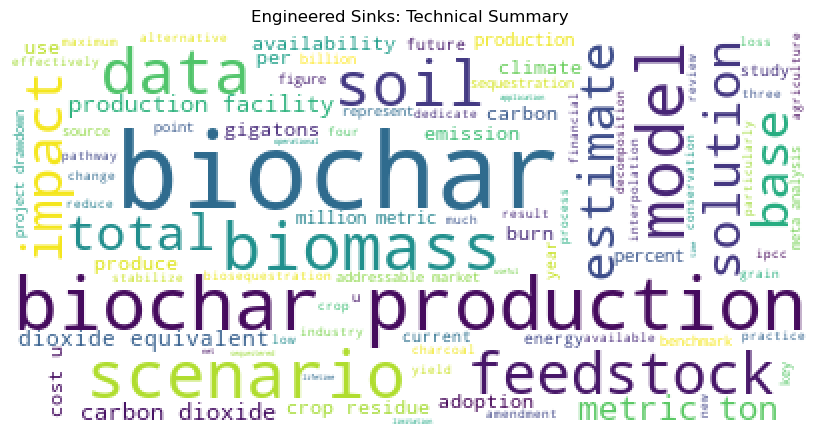 Engineered Sinks: Technical Summary
use
maximum
alternative
effectively
availability
future
production
per
billion
data
figure
soil
climate
sequestration
application
estimate
model
review
solution
loss
study
three
agriculture
impact
production facility
represent
dedicate
carbon
source
point
gigatons
four
emission
operational
financial
decomposition
interpolation
conservation
particularly
base
meta analysis
project drawdown
pathway
change
reduce
biochar
total
million metric
much
result
process
biomass
burn
year
percent
same
ipcc
produce
stabilize
biosequestration
addressable market
useful
grain
biochar production
crop
u
dioxide equivalent
low
industry
current
energy
available
benchmark
practice
cost u
net
sequestered
charcoal
scenario
lifetime
yield
feedstock
key
carbon dioxide
crop residue
adoption
amendment
limitation
metric ton
new